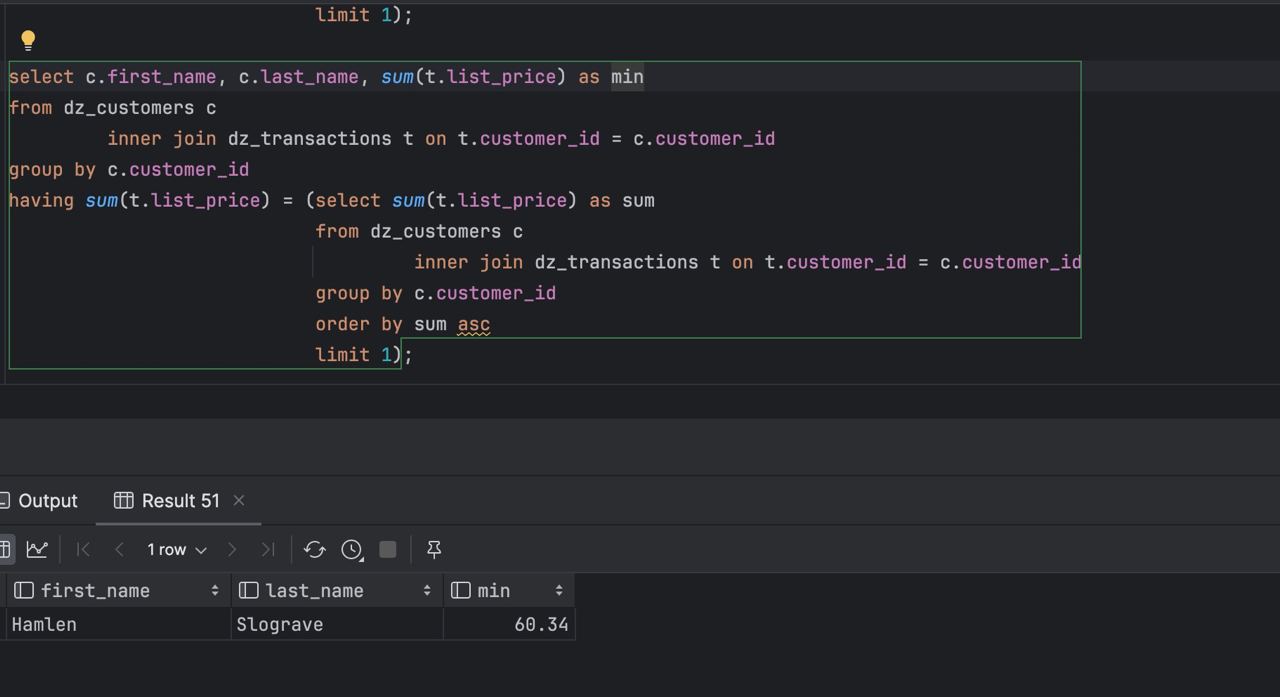 limit 1);
select c.first_name, c.last_name, sum(t.list_price) as min
from dz_customers c
inner join dz_transactions t on t.customer_id = c.customer_id
group by c.customer_id
having sum(t.list_price) = (select sum(t.list_price) as sum
from dz_customers c
inner join dz_transactions t on t.customer_id = c.customer_id
group by c.customer_id
order by sum asc
limit 1);
Output Result 51
1 row
first_name last_name min
Hamlen Slograve 60.34